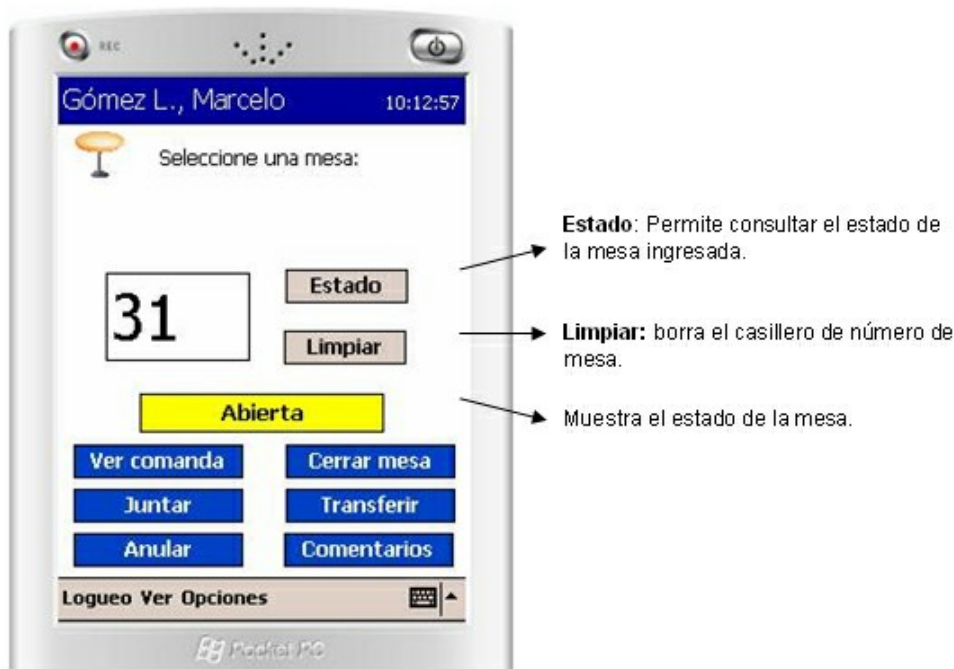 REC
Gómez L., Marcelo 10:12:57
Seleccione una mesa:
31
Estado
Limpiar
Abierta
Ver comanda Cerrar mesa
Juntar Transferir
Anular Comentarios
Logueo Ver Opciones
Pocket PC
Estado: Permite consultar el estado de
la mesa ingresada.
Limpiar: borra el casillero de número de
mesa.
Muestra el estado de la mesa.